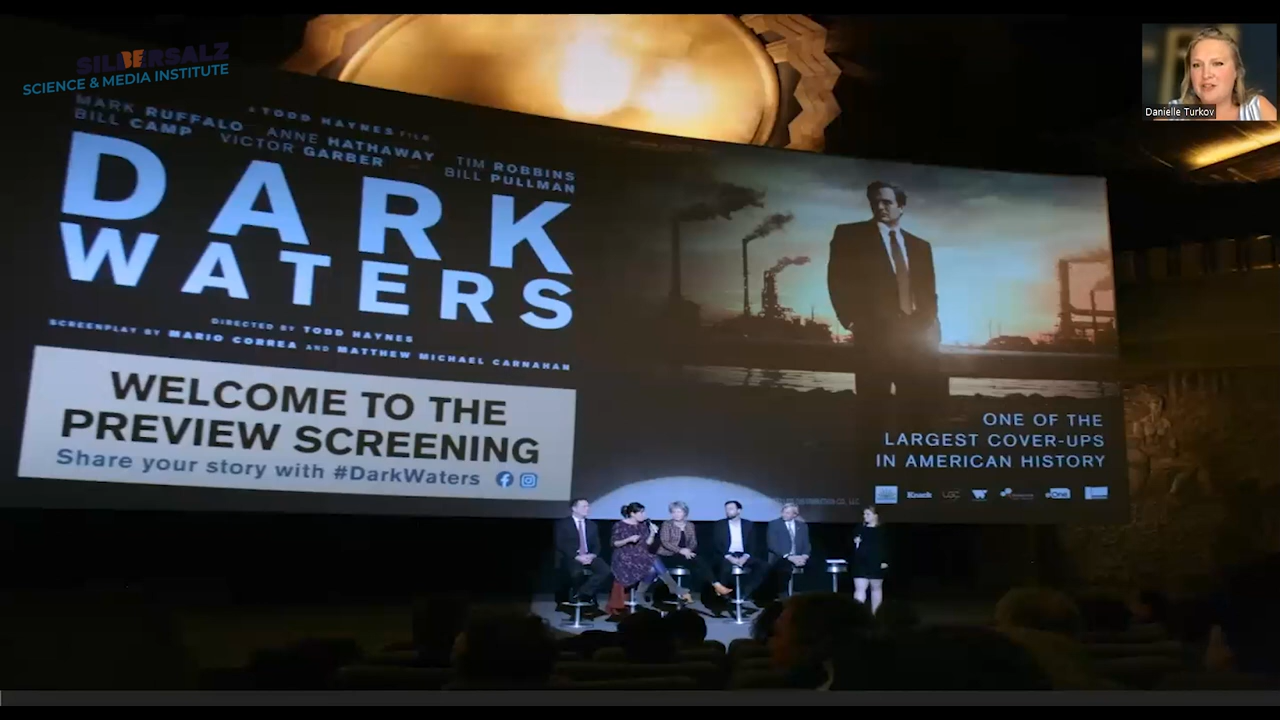 SILBERSALZ
SCIENCE & MEDIA INSTITUTE
Danielle Turkov
A TODD HAYNES FILM
MARK RUFFALO ANNE HATHAWAY TIM ROBBINS
BILL CAMP VICTOR GARBER BILL PULLMAN
DARK
WATERS
DIRECTED BY TODD HAYNES
SCREENPLAY BY MARIO CORREA AND MATTHEW MICHAEL CARNAHAN
WELCOME TO THE
PREVIEW SCREENING
Share your story with #DarkWaters
ONE OF THE
LARGEST COVER-UPS
IN AMERICAN HISTORY